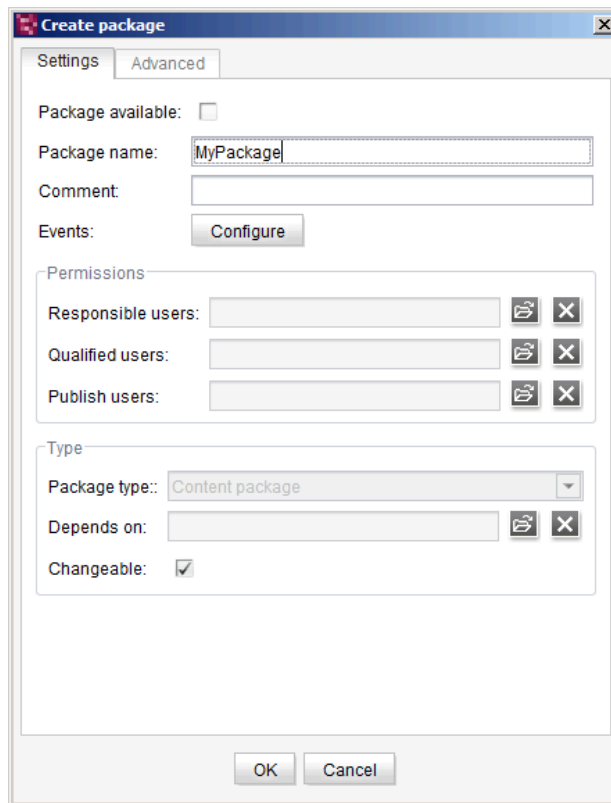 Create package
Settings Advanced
Package available:
Package name: MyPackage
Comment:
Events: Configure
Permissions
Responsible users:
Qualified users:
Publish users:
Type
Package type:: Content package
Depends on:
Changeable:
OK Cancel